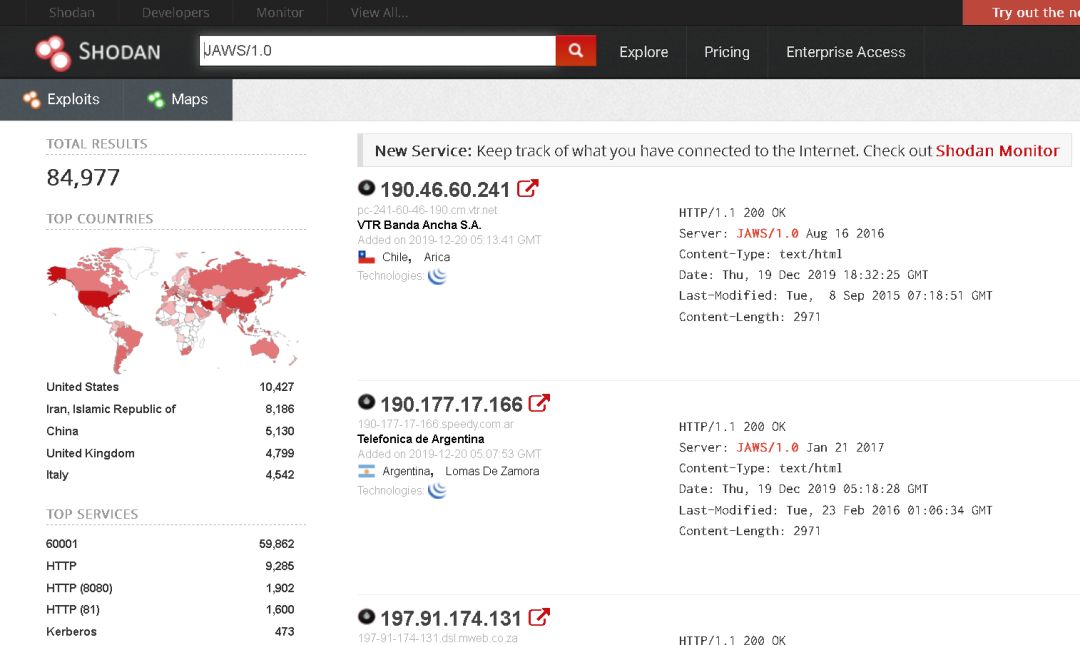 Shodan Developers Monitor View All...
Try out the n
SHODAN
JAWS/1.0
Explore Pricing Enterprise Access
Exploits Maps
TOTAL RESULTS
84,977
TOP COUNTRIES
United States 10,427
Iran, Islamic Republic of 8,186
China 5,130
United Kingdom 4,799
Italy 4,542
TOP SERVICES
60001 59,862
HTTP 9,285
HTTP (8080) 1,902
HTTP (81) 1,600
Kerberos 473
New Service: Keep track of what you have connected to the Internet. Check out Shodan Monitor
190.46.60.241
pc-241-60-46-190.cm.vtr.net
VTR Banda Ancha S.A.
Added on 2019-12-20 05:13:41 GMT
Chile, Arica
Technologies:
HTTP/1.1 200 OK
Server: JAWS/1.0 Aug 16 2016
Content-Type: text/html
Date: Thu, 19 Dec 2019 18:32:25 GMT
Last-Modified: Tue,  8 Sep 2015 07:18:51 GMT
Content-Length: 2971
190.177.17.166
190-177-17-166.speedy.com.ar
Telefonica de Argentina
Added on 2019-12-20 05:07:53 GMT
Argentina, Lomas De Zamora
Technologies:
HTTP/1.1 200 OK
Server: JAWS/1.0 Jan 21 2017
Content-Type: text/html
Date: Thu, 19 Dec 2019 05:18:28 GMT
Last-Modified: Tue, 23 Feb 2016 01:06:34 GMT
Content-Length: 2971
197.91.174.131
197-91-174-131.dsl.mweb.co.za
HTTP/1.1 200 OK